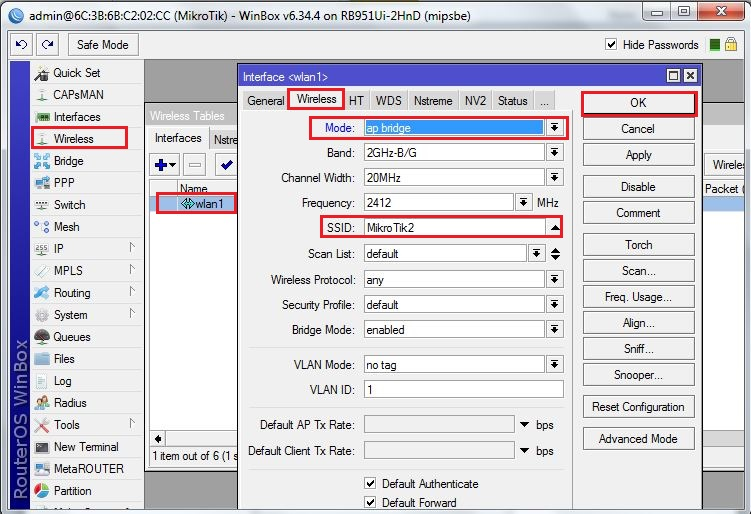 admin@6C:3B:6B:C2:02:CC (MikroTik) - WinBox v6.34.4 on RB951Ui-2HnD (mipsbe)
Safe Mode
Hide Passwords
Quick Set
CAPsMAN
Interfaces
Wireless
Bridge
PPP
Switch
Mesh
IP
MPLS
Routing
System
Queues
Files
Log
Radius
Tools
New Terminal
MetaROUTER
Partition
RouterOS WinBox
Wireless Tables
Interfaces Nstre
Name
wlan1
1 item out of 6 (1 s
Wireles
Packet (
Interface <wlan1>
General Wireless HT WDS Nstreme NV2 Status ...
Mode: ap bridge
Band: 2GHz-B/G
Channel Width: 20MHz
Frequency: 2412 MHz
SSID: MikroTik2
Scan List: default
Wireless Protocol: any
Security Profile: default
Bridge Mode: enabled
VLAN Mode: no tag
VLAN ID: 1
Default AP Tx Rate: bps
Default Client Tx Rate: bps
Default Authenticate
Default Forward
OK
Cancel
Apply
Disable
Comment
Torch
Scan...
Freq. Usage...
Align...
Sniff...
Snooper...
Reset Configuration
Advanced Mode